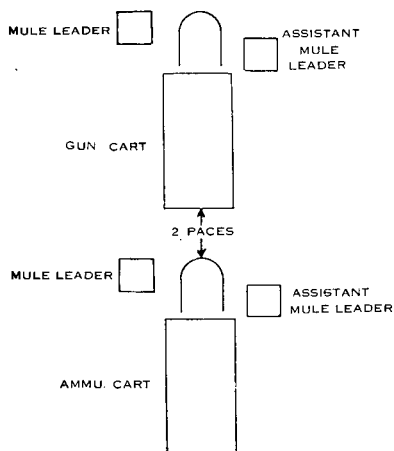 MULE LEADER
ASSISTANT
MULE
LEADER
GUN CART
2 PACES
MULE LEADER
ASSISTANT
MULE LEADER
AMMU. CART